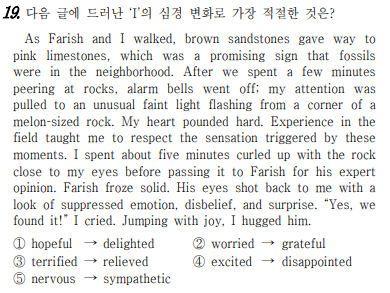 19. 다음 글에 드러난 'I'의 심경 변화로 가장 적절한 것은?
As Farish and I walked, brown sandstones gave way to
pink limestones, which was a promising sign that fossils
were in the neighborhood. After we spent a few minutes
peering at rocks, alarm bells went off; my attention was
pulled to an unusual faint light flashing from a corner of a
melon-sized rock. My heart pounded hard. Experience in the
field taught me to respect the sensation triggered by these
moments. I spent about five minutes curled up with the rock
close to my eyes before passing it to Farish for his expert
opinion. Farish froze solid. His eyes shot back to me with a
look of suppressed emotion, disbelief, and surprise. “Yes, we
found it!” I cried. Jumping with joy, I hugged him.
① hopeful → delighted ② worried → grateful
③ terrified → relieved ④ excited → disappointed
⑤ nervous → sympathetic